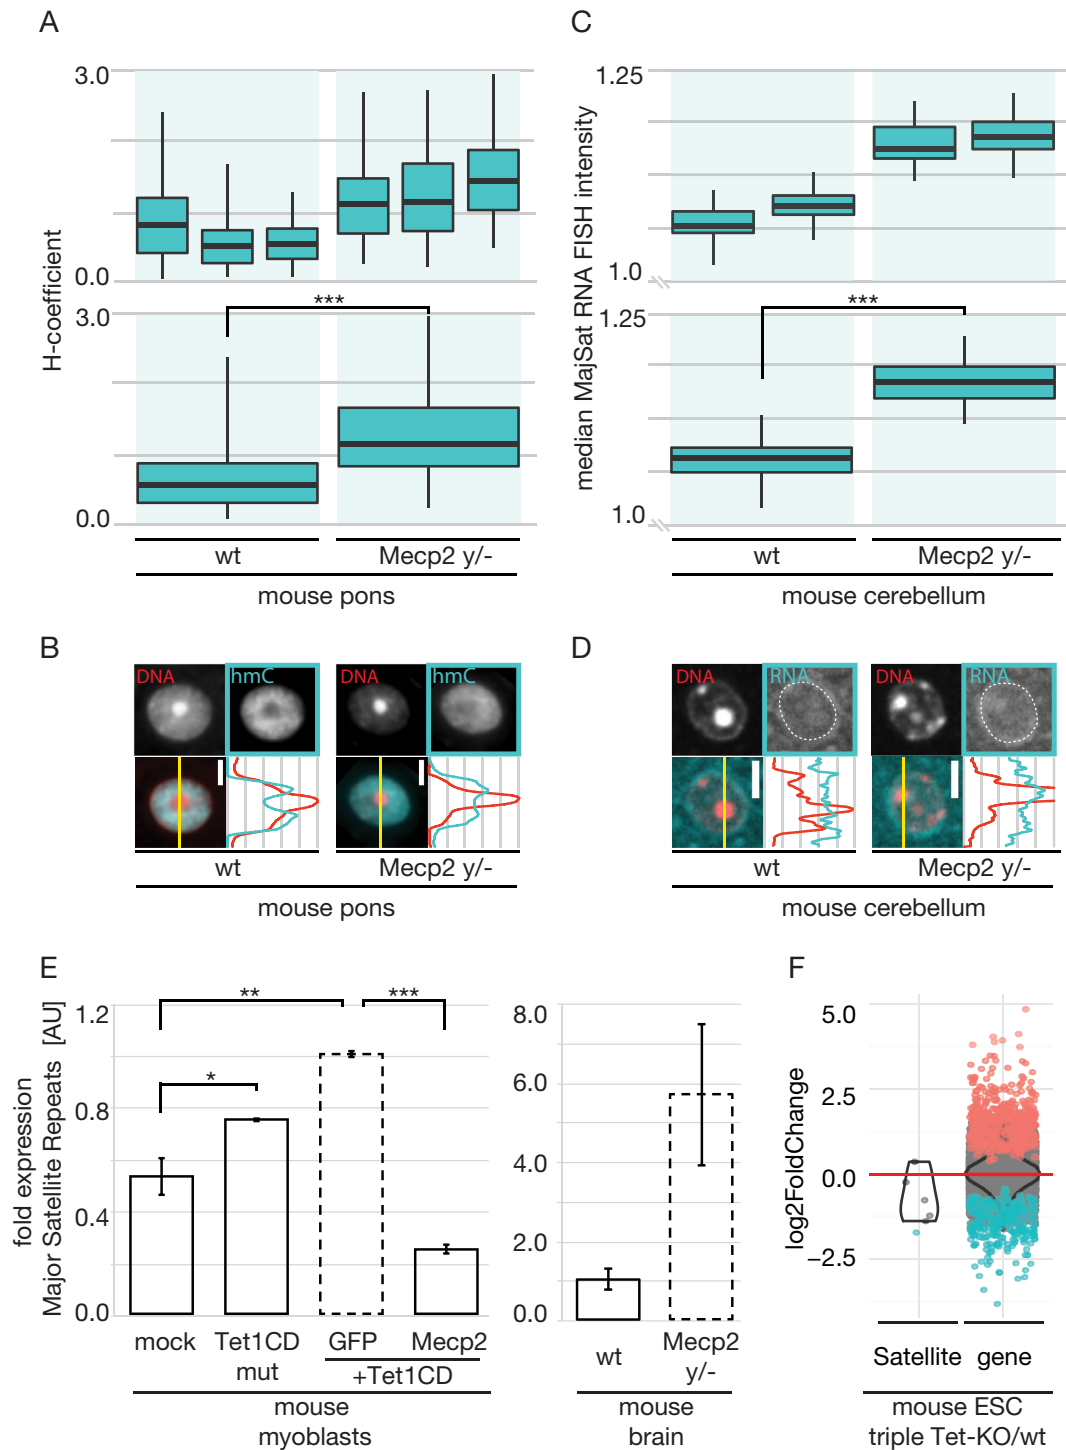 A
3.0
0.0
H-coefficient
3.0
***
0.0
wt
Mecp2 y/-
mouse pons
C
1.25
1.0
median MajSat RNA FISH intensity
1.25
***
1.0
wt
Mecp2 y/-
mouse cerebellum
B
DNA
hmC
DNA
hmC
wt
Mecp2 y/-
mouse pons
D
DNA
RNA
DNA
RNA
wt
Mecp2 y/-
mouse cerebellum
E
fold expression
Major Satellite Repeats [AU]
1.2
0.8
0.4
0.0
**
***
*
mock
Tet1CD
mut
GFP
Mecp2
+Tet1CD
mouse
myoblasts
8.0
6.0
4.0
2.0
0.0
wt
Mecp2
y/-
mouse
brain
F
log2FoldChange
5.0
2.5
0.0
−2.5
Satellite
gene
mouse ESC
triple Tet-KO/wt